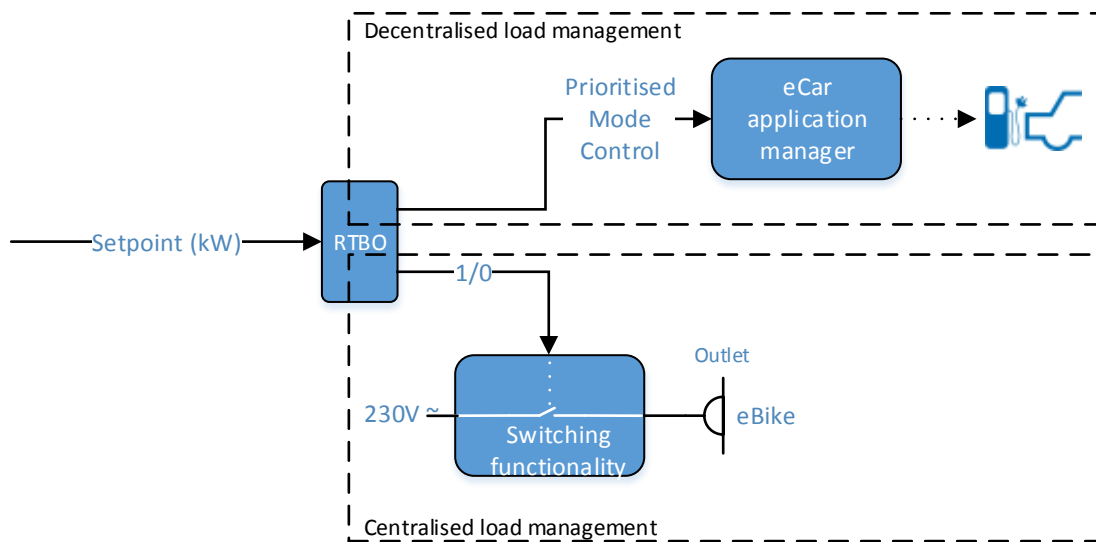 Decentralised load management
Prioritised
Mode
Control
eCar
application
manager
Setpoint (kW)
RTBO
1/0
Outlet
230V ~
eBike
Switching
functionality
Centralised load management